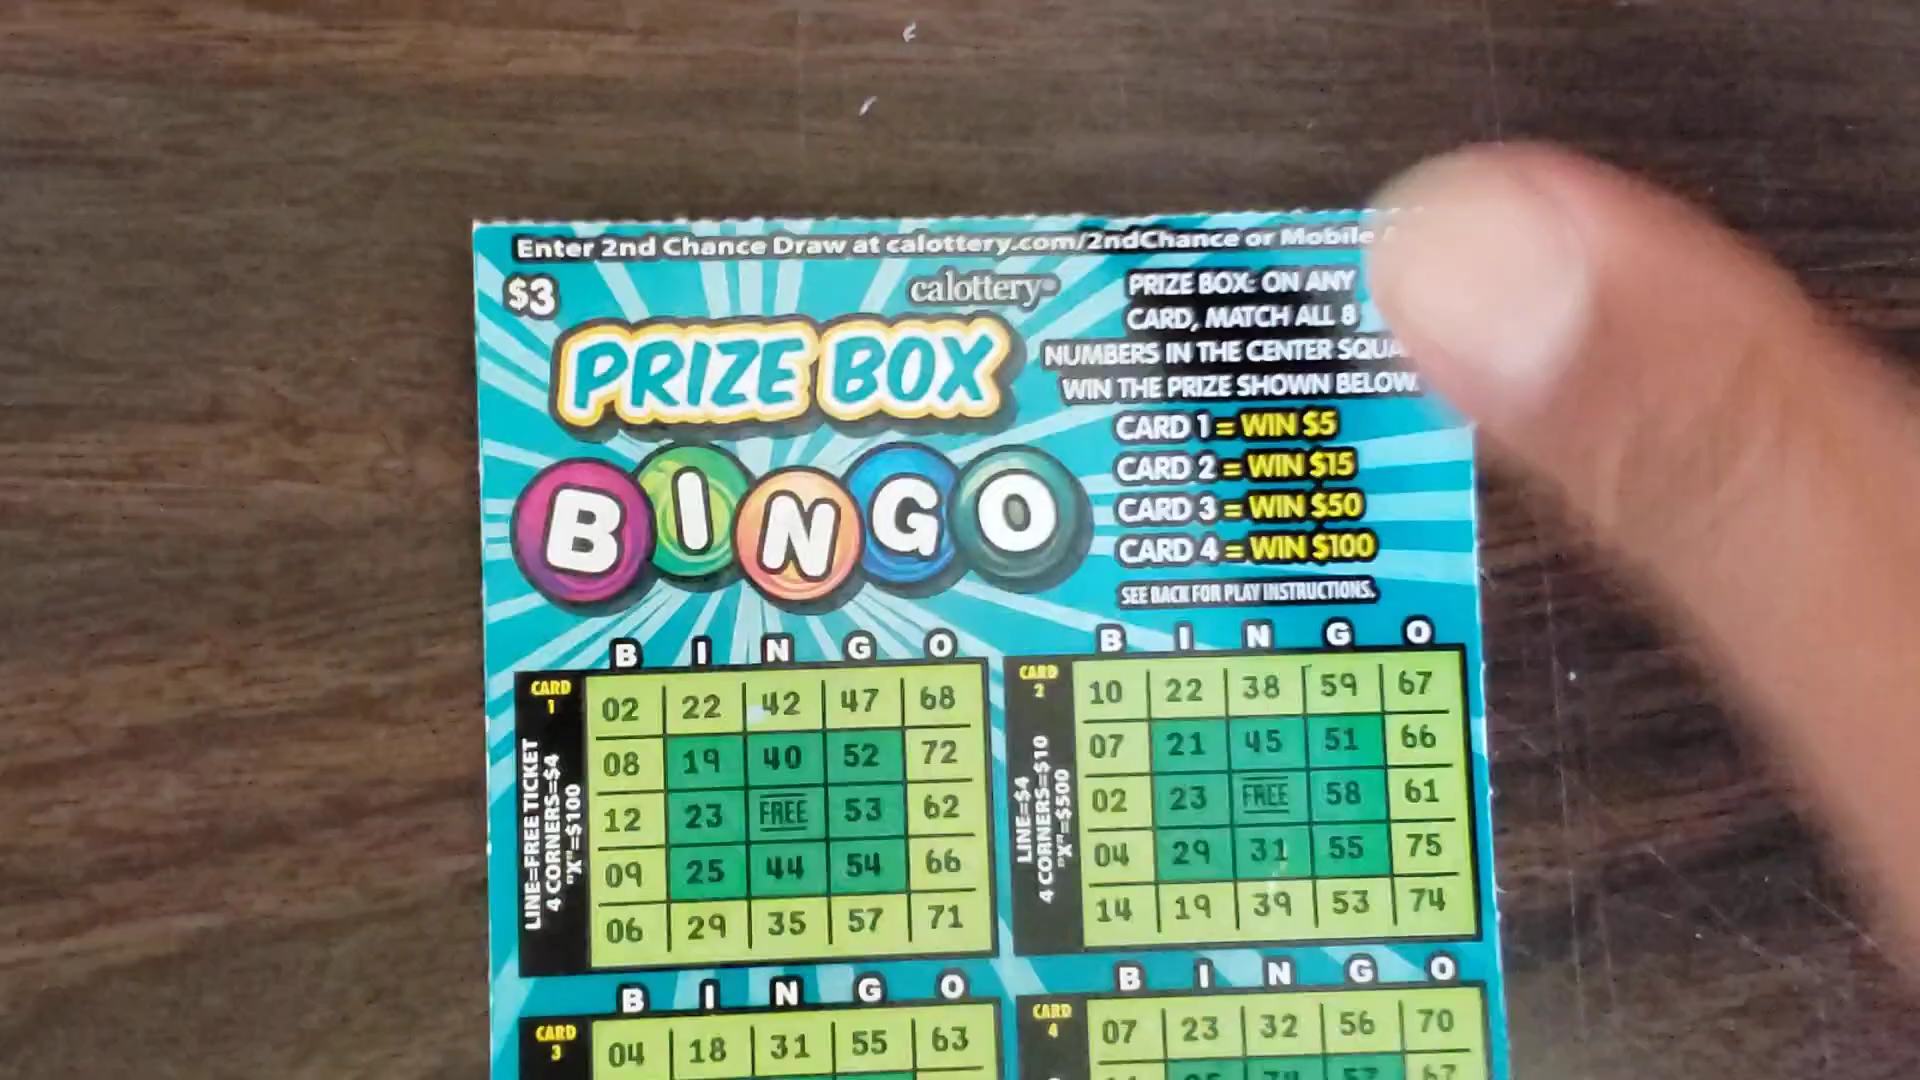 Enter 2nd Chance Draw at calottery.com/2ndChance or Mobile
$3
calottery
PRIZE BOX
BINGO
PRIZE BOX: ON ANY
CARD, MATCH ALL 8
NUMBERS IN THE CENTER
WIN THE PRIZE SHOWN BELOW.
CARD 1 = WIN $5
CARD 2 = WIN $15
CARD 3 = WIN $50
CARD 4 = WIN $100
SEE BACK FOR PLAY INSTRUCTIONS.
B I N G O
CARD 1
LINE=FREE TICKET
4 CORNERS=$4
"X"=$100
02 22 42 47 68
08 19 40 52 72
12 23 FREE 53 62
09 25 44 54 66
06 29 35 57 71
B I N G O
CARD 2
LINE=$4
4 CORNERS=$10
"X"=$500
10 22 38 59 67
07 21 45 51 66
02 23 FREE 58 61
04 29 31 55 75
14 19 39 53 74
B I N G O
CARD 3
04 18 31 55 63
B I N G O
CARD 4
07 23 32 56 70